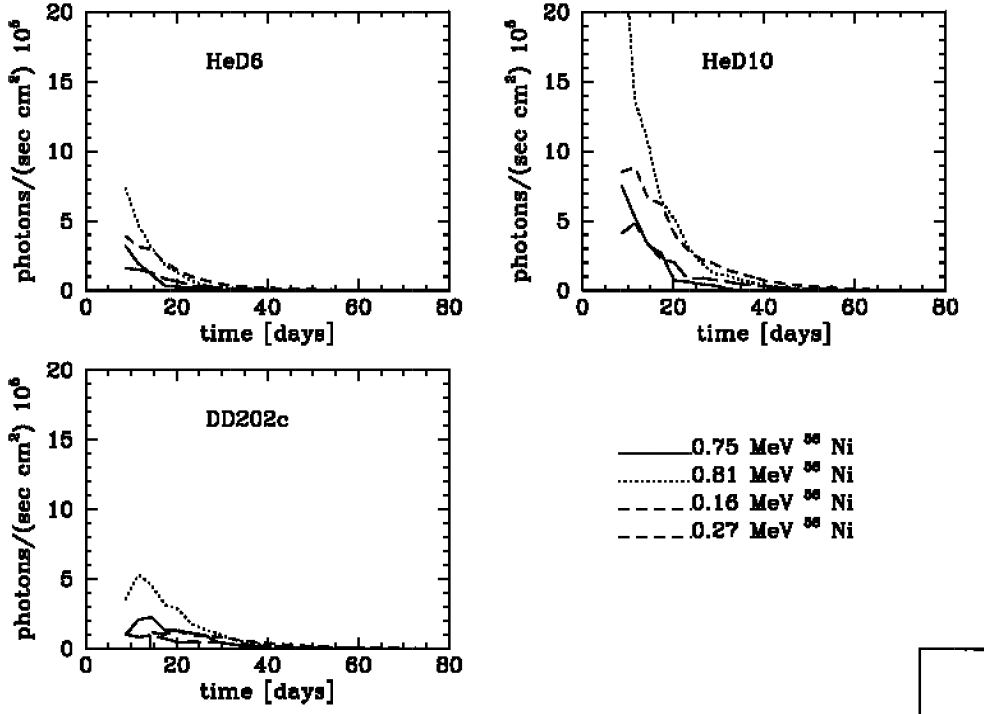 20
15
10
5
0
photons/(sec cm²) 10⁵
HeD6
0 20 40 60 80
time [days]
20
15
10
5
0
photons/(sec cm²) 10⁵
HeD10
0 20 40 60 80
time [days]
20
15
10
5
0
photons/(sec cm²) 10⁵
DD202c
0 20 40 60 80
time [days]
0.75 MeV ⁵⁶ Ni
0.81 MeV ⁵⁶ Ni
0.16 MeV ⁵⁶ Ni
0.27 MeV ⁵⁶ Ni